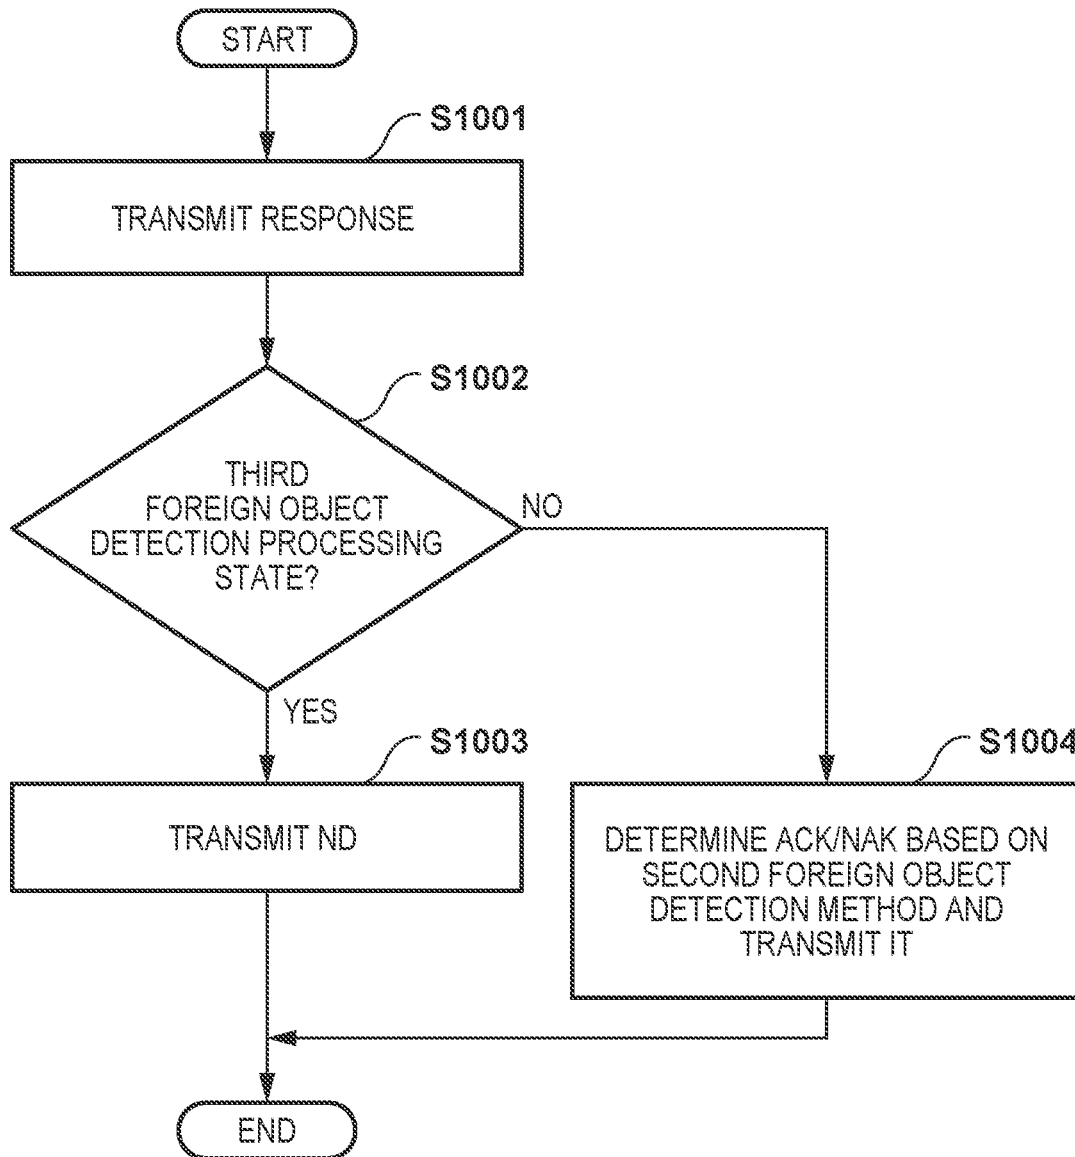 START
S1001
TRANSMIT RESPONSE
S1002
THIRD
FOREIGN OBJECT
DETECTION PROCESSING
STATE?
NO
YES
S1003
TRANSMIT ND
S1004
DETERMINE ACK/NAK BASED ON
SECOND FOREIGN OBJECT
DETECTION METHOD AND
TRANSMIT IT
END